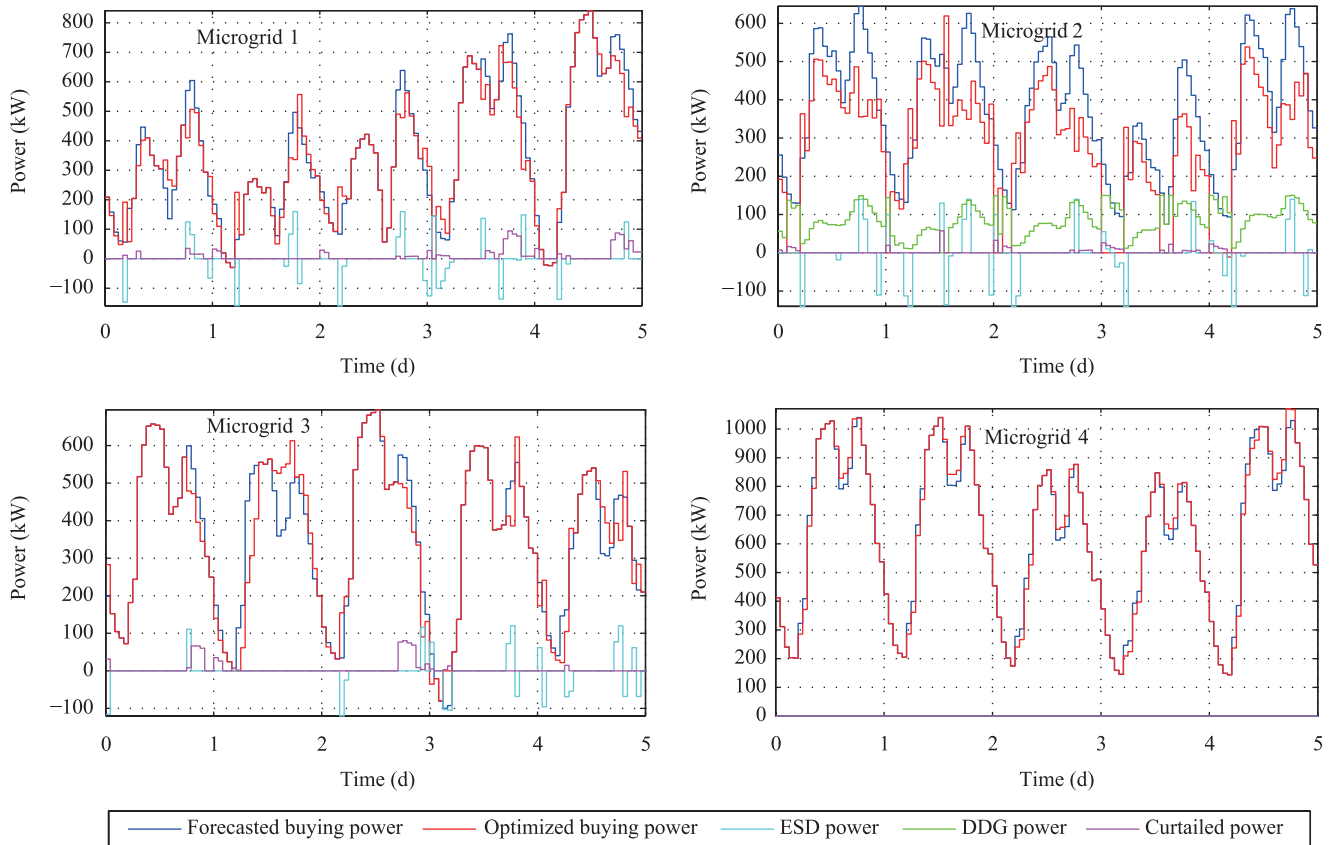 Microgrid 1
Power (kW)
800
700
600
500
400
300
200
100
0
−100
0 1 2 3 4 5
Time (d)
Microgrid 2
Power (kW)
600
500
400
300
200
100
0
−100
0 1 2 3 4 5
Time (d)
Microgrid 3
Power (kW)
600
500
400
300
200
100
0
−100
0 1 2 3 4 5
Time (d)
Microgrid 4
Power (kW)
1000
900
800
700
600
500
400
300
200
100
0
0 1 2 3 4 5
Time (d)
Forecasted buying power Optimized buying power ESD power DDG power Curtailed power